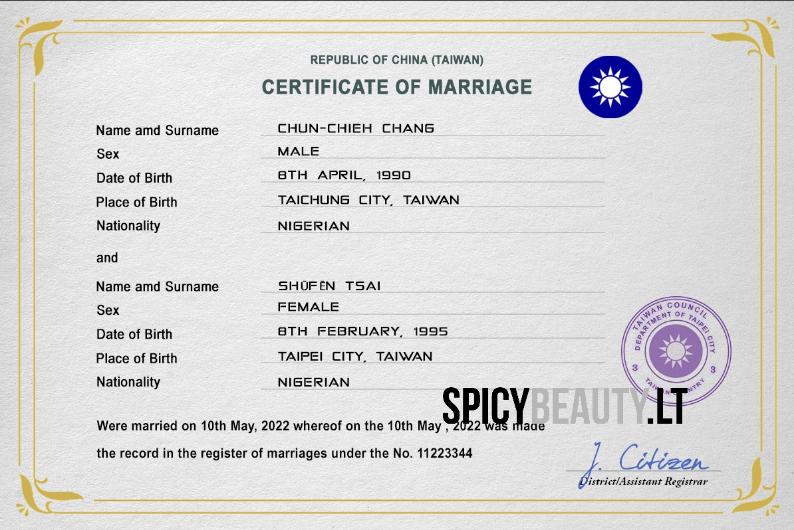 REPUBLIC OF CHINA (TAIWAN)
CERTIFICATE OF MARRIAGE
Name amd Surname CHUN-CHIEH CHANG
Sex MALE
Date of Birth 8TH APRIL, 1990
Place of Birth TAICHUNG CITY, TAIWAN
Nationality NIGERIAN
and
Name amd Surname SHŪFĒN TSAI
Sex FEMALE
Date of Birth 8TH FEBRUARY, 1995
Place of Birth TAIPEI CITY, TAIWAN
Nationality NIGERIAN
TAIWAN COUNCIL
DEPARTMENT OF TAIPEI CITY
3 3
SPICYBEAUTY.LT
Were married on 10th May, 2022 whereof on the 10th May , 2022 was made
the record in the register of marriages under the No. 11223344
J. Citizen
District/Assistant Registrar